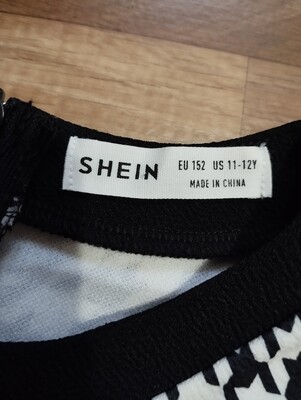 SHEIN EU 152 US 11-12Y
MADE IN CHINA